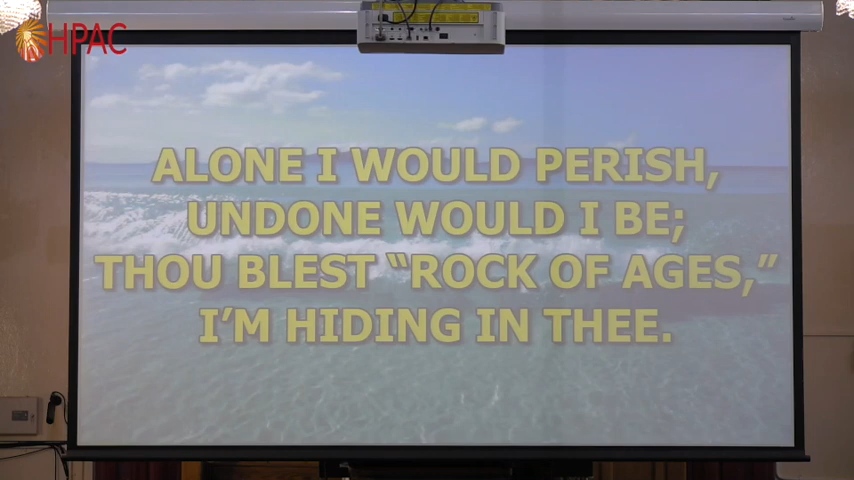 HPAC
ALONE I WOULD PERISH,
UNDONE WOULD I BE;
THOU BLEST “ROCK OF AGES,”
I’M HIDING IN THEE.